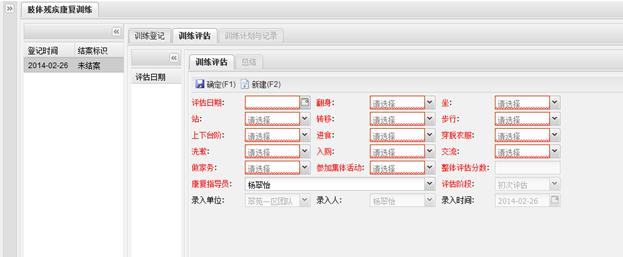 肢体残疾康复训练
训练登记 训练评估 训练计划与记录
登记时间 结案标识
2014-02-26 未结案
评估日期
训练评估 总结
确定(F1) 新建(F2)
评估日期: 翻身: 请选择 坐: 请选择
站: 请选择 转移: 请选择 步行: 请选择
上下台阶: 请选择 进食: 请选择 穿脱衣服: 请选择
洗漱: 请选择 入厕: 请选择 交流: 请选择
做家务: 请选择 参加集体活动: 请选择 整体评估分数:
康复指导员: 杨翠怡 评估阶段: 初次评估
录入单位: 翠苑一区团队 录入人: 杨翠怡 录入时间: 2014-02-26